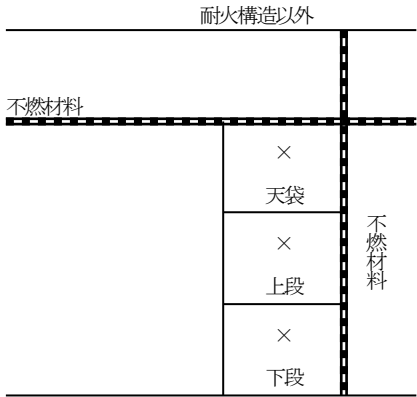 耐火構造以外
不燃材料
×
天袋
×
上段
×
下段
不燃材料